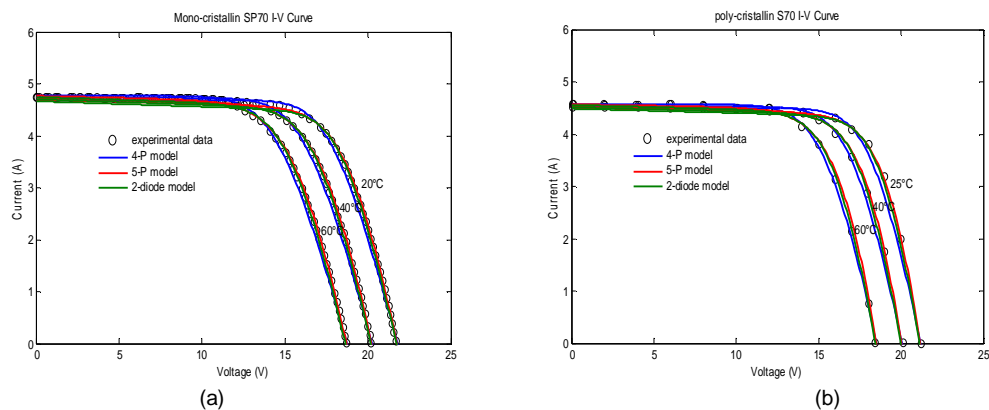 Mono-cristallin SP70 I-V Curve
6
5
4
3
2
1
0
Current (A)
experimental data
4-P model
5-P model
2-diode model
20°C
40°C
60°C
0 5 10 15 20 25
Voltage (V)
(a)
poly-cristallin S70 I-V Curve
6
5
4
3
2
1
0
Current (A)
experimental data
4-P model
5-P model
2-diode model
25°C
40°C
60°C
0 5 10 15 20 25
Voltage (V)
(b)